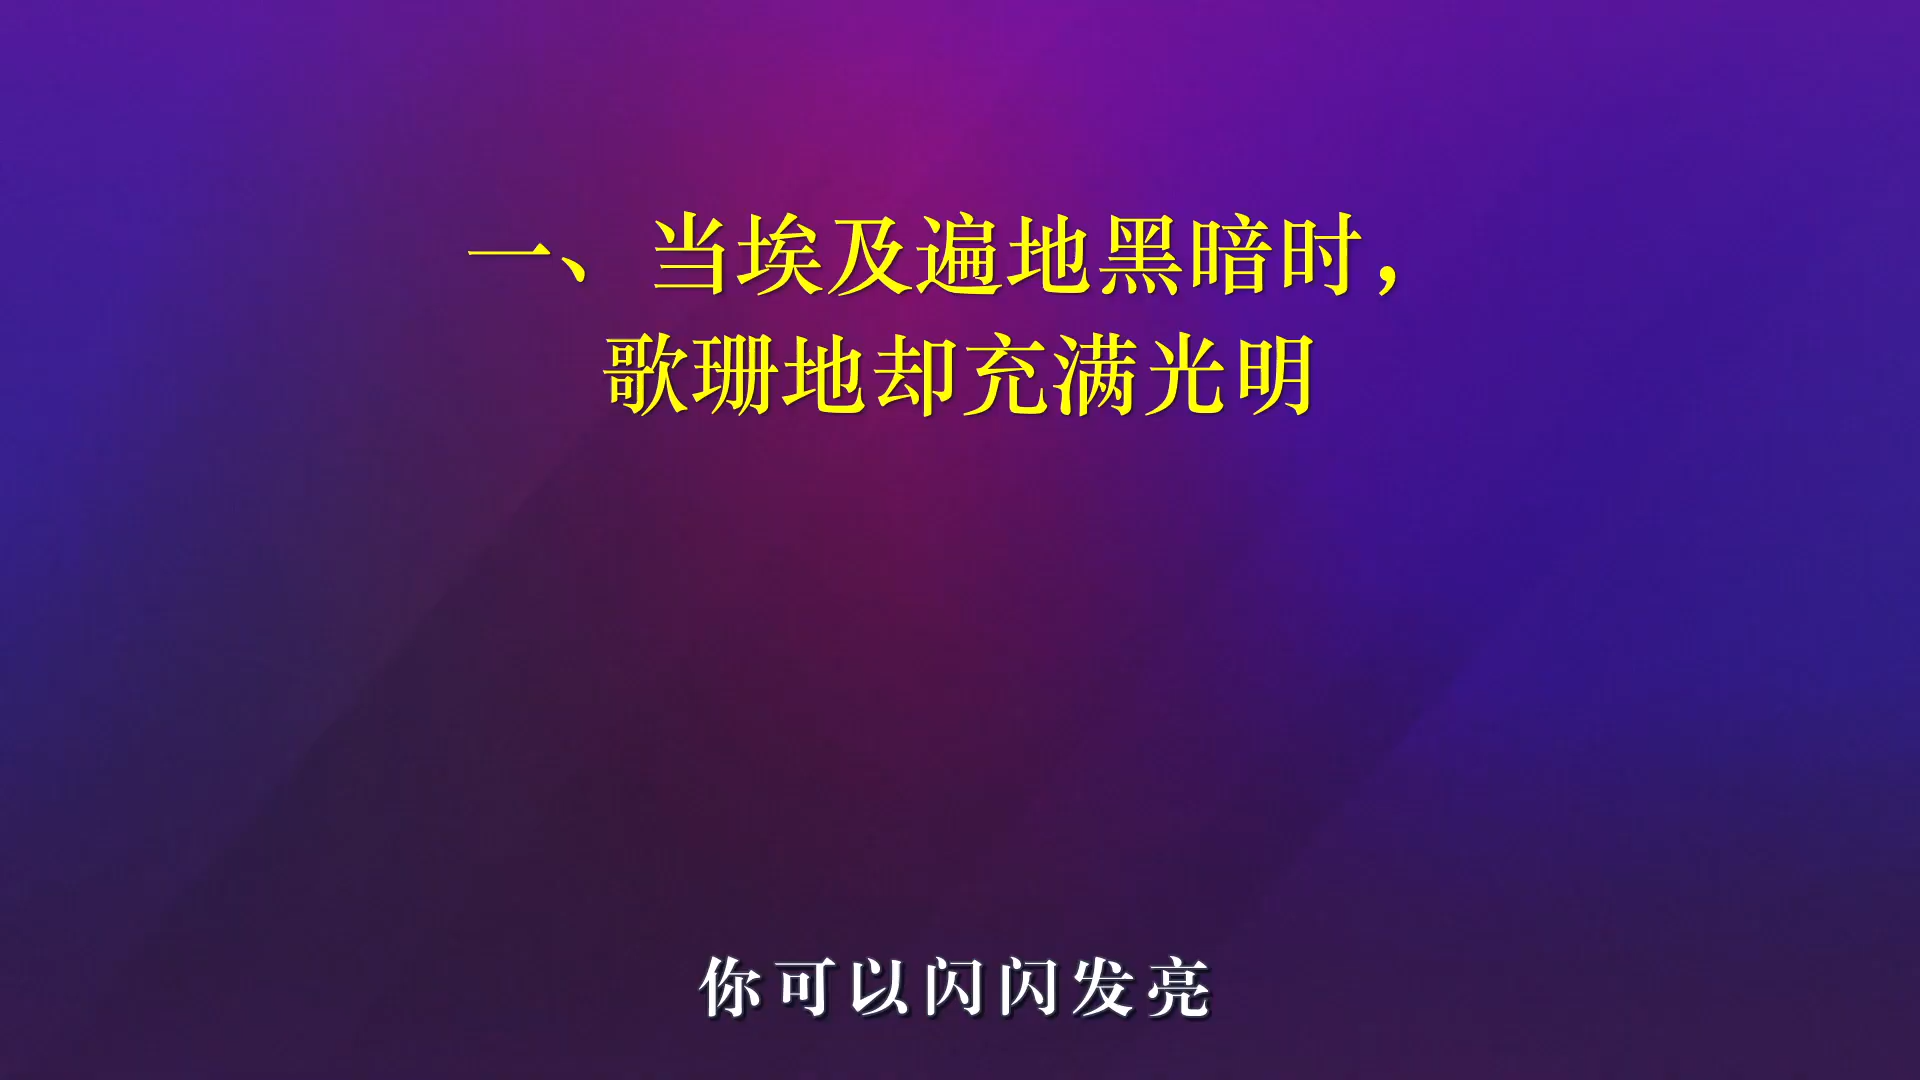 一、当埃及遍地黑暗时，
歌珊地却充满光明
你可以闪闪发亮